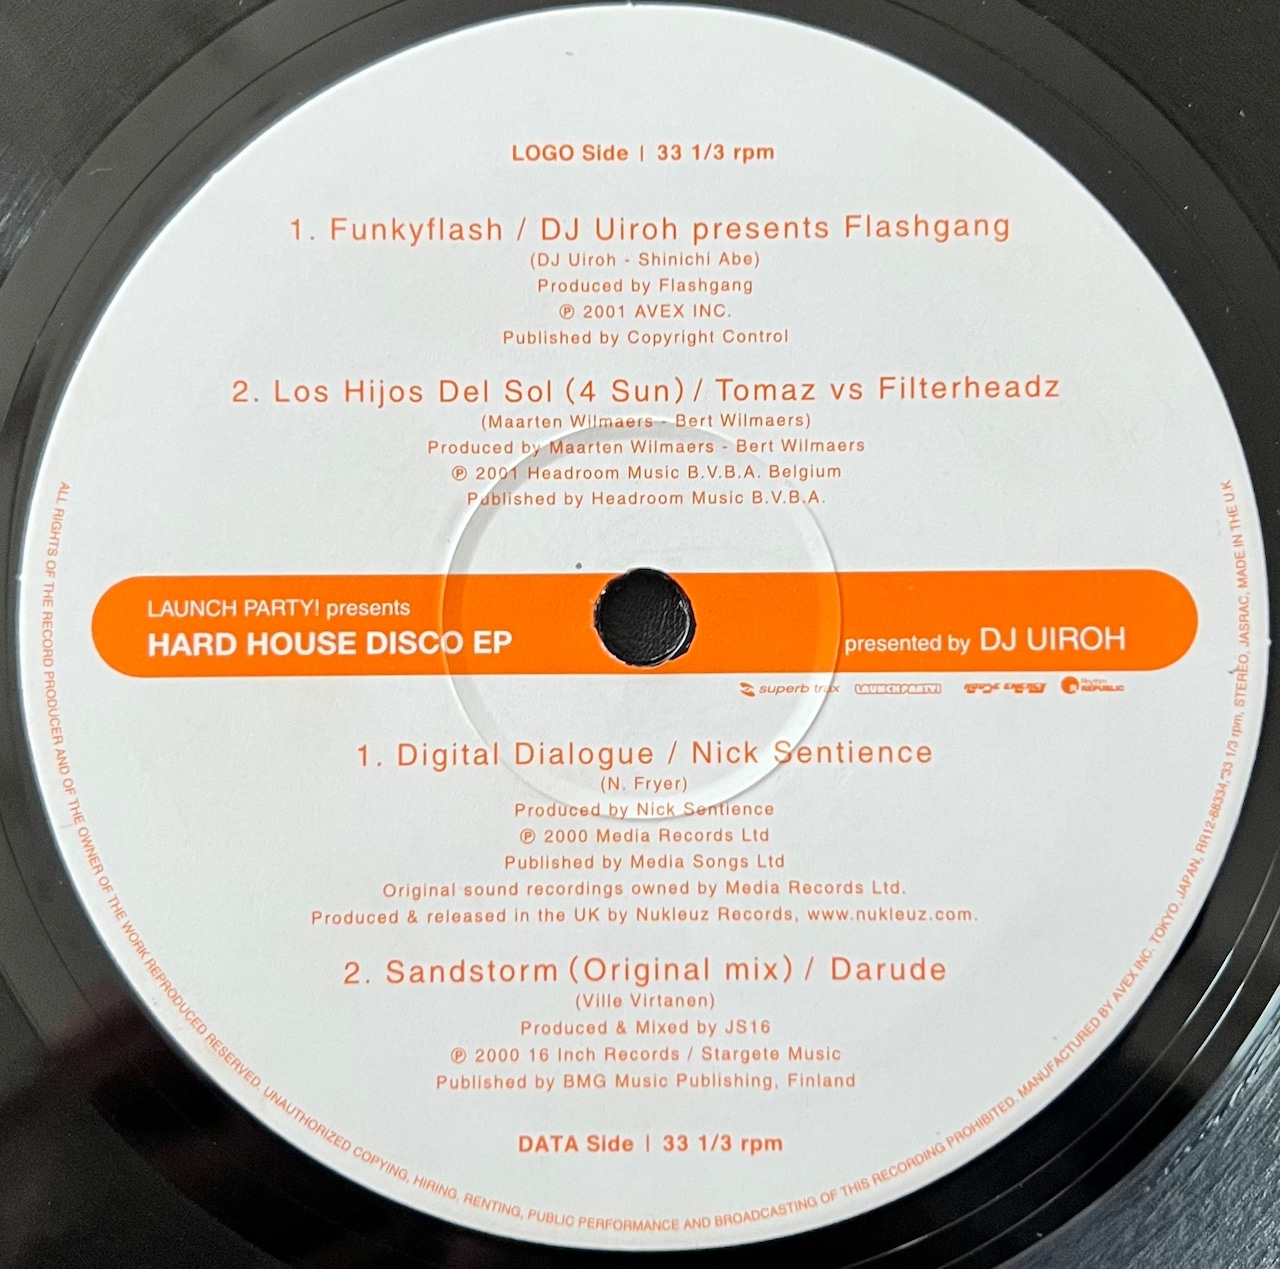 LOGO Side | 33 1/3 rpm
1. Funkyflash / DJ Uiroh presents Flashgang
(DJ Uiroh - Shinichi Abe)
Produced by Flashgang
℗ 2001 AVEX INC.
Published by Copyright Control
2. Los Hijos Del Sol (4 Sun) / Tomaz vs Filterheadz
(Maarten Wilmaers - Bert Wilmaers)
Produced by Maarten Wilmaers - Bert Wilmaers
℗ 2001 Headroom Music B.V.B.A. Belgium
Published by Headroom Music B.V.B.A.
LAUNCH PARTY! presents
HARD HOUSE DISCO EP
presented by DJ UIROH
superb trax LAUNCH PARTY! HOUSE ENERGY Rhythm REPUBLIC
1. Digital Dialogue / Nick Sentience
(N. Fryer)
Produced by Nick Sentience
℗ 2000 Media Records Ltd
Published by Media Songs Ltd
Original sound recordings owned by Media Records Ltd.
Produced & released in the UK by Nukleuz Records, www.nukleuz.com.
2. Sandstorm (Original mix) / Darude
(Ville Virtanen)
Produced & Mixed by JS16
℗ 2000 16 Inch Records / Stargete Music
Published by BMG Music Publishing, Finland
DATA Side | 33 1/3 rpm
ALL RIGHTS OF THE RECORD PRODUCER AND OF THE OWNER OF THE WORK REPRODUCED RESERVED. UNAUTHORIZED COPYING, HIRING, RENTING, PUBLIC PERFORMANCE AND BROADCASTING OF THIS RECORDING PROHIBITED. MANUFACTURED BY AVEX INC. TOKYO, JAPAN, RR12-88334, 33 1/3 rpm, STEREO, JASRAC, MADE IN THE U.K